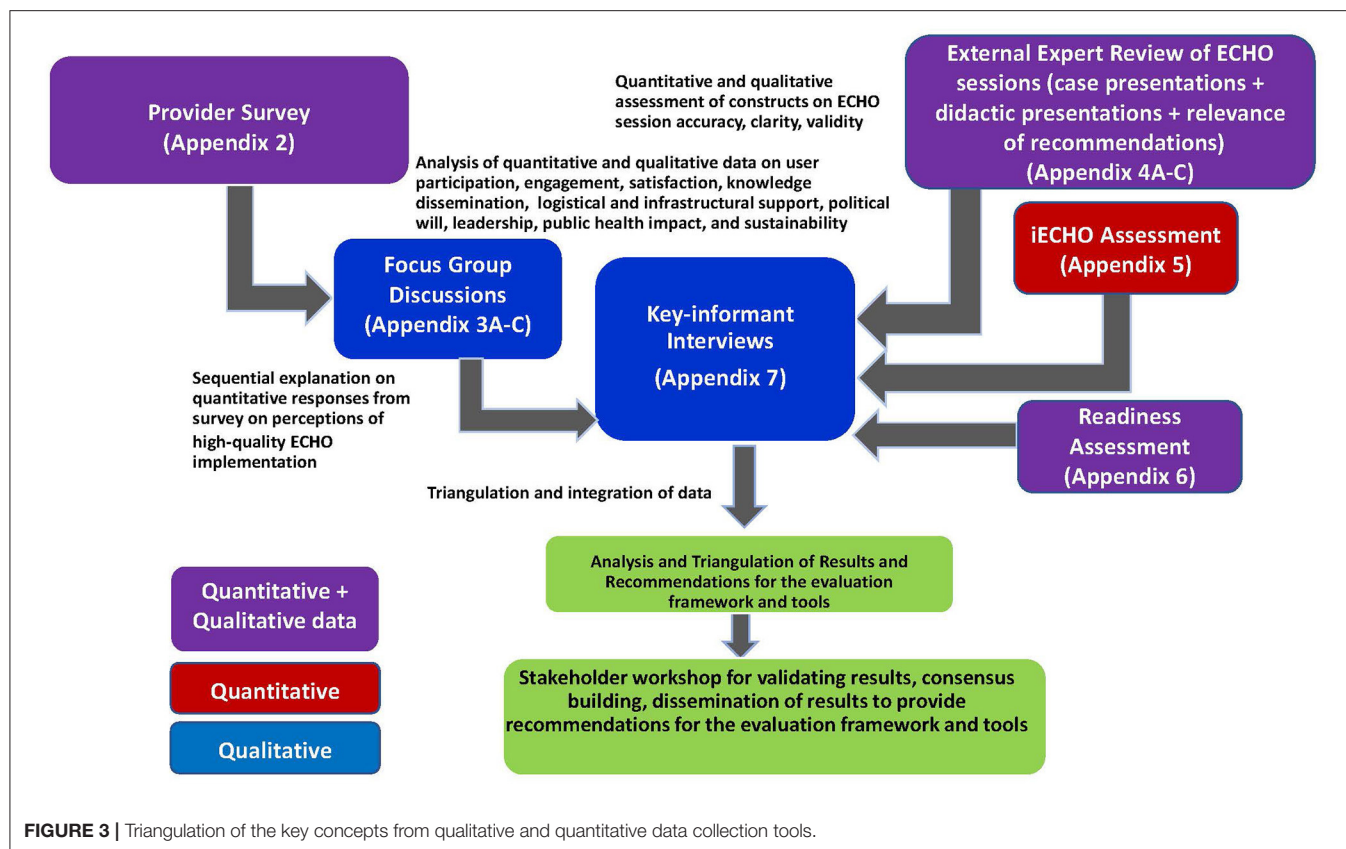 Provider Survey
(Appendix 2)
Quantitative and qualitative
assessment of constructs on ECHO
session accuracy, clarity, validity
External Expert Review of ECHO
sessions (case presentations +
didactic presentations + relevance
of recommendations)
(Appendix 4A-C)
Analysis of quantitative and qualitative data on user
participation, engagement, satisfaction, knowledge
dissemination, logistical and infrastructural support, political
will, leadership, public health impact, and sustainability
iECHO Assessment
(Appendix 5)
Focus Group
Discussions
(Appendix 3A-C)
Key-informant
Interviews
(Appendix 7)
Sequential explanation on
quantitative responses from
survey on perceptions of
high-quality ECHO
implementation
Readiness
Assessment
(Appendix 6)
Triangulation and integration of data
Analysis and Triangulation of Results and
Recommendations for the evaluation
framework and tools
Quantitative +
Qualitative data
Quantitative
Qualitative
Stakeholder workshop for validating results, consensus
building, dissemination of results to provide
recommendations for the evaluation framework and tools
FIGURE 3 | Triangulation of the key concepts from qualitative and quantitative data collection tools.